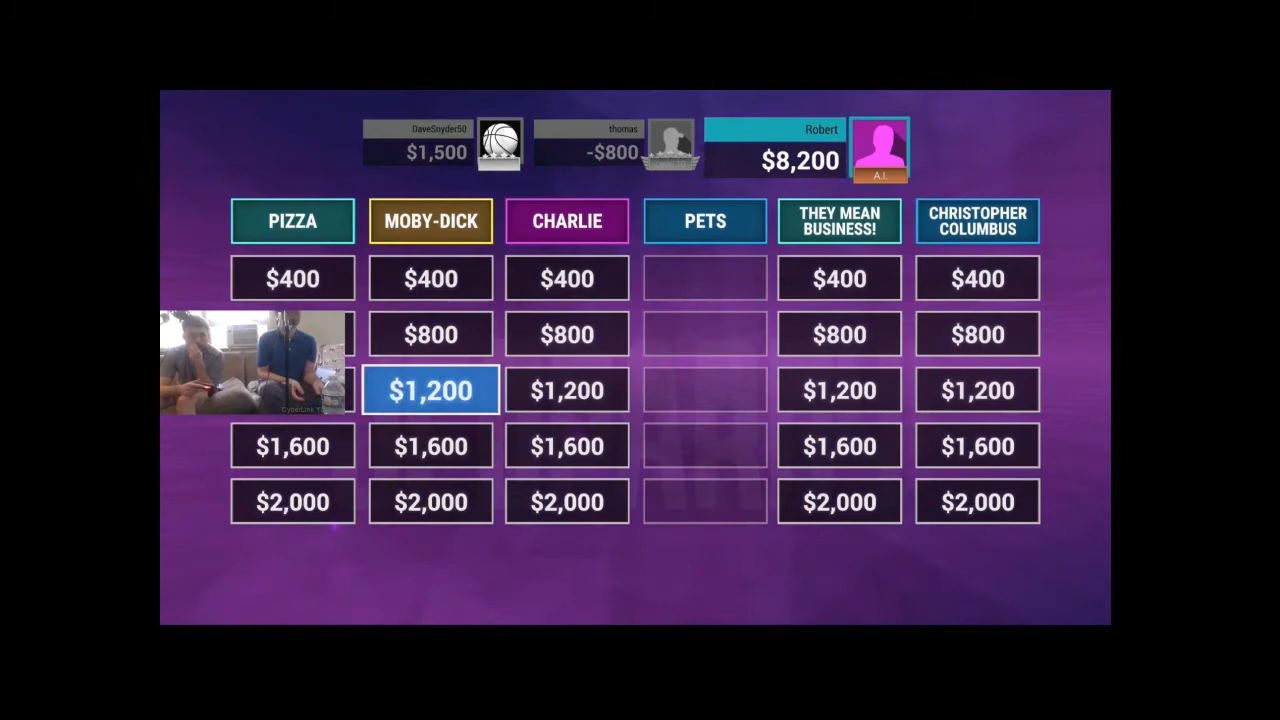 DaveSnyder50
$1,500
thomas
-$800
Robert
$8,200
A.I.
PIZZA
MOBY-DICK
CHARLIE
PETS
THEY MEAN
BUSINESS!
CHRISTOPHER
COLUMBUS
$400
$400
$400
$400
$400
$800
$800
$800
$800
$1,200
$1,200
$1,200
$1,200
CyberLink
$1,600
$1,600
$1,600
$1,600
$1,600
$2,000
$2,000
$2,000
$2,000
$2,000